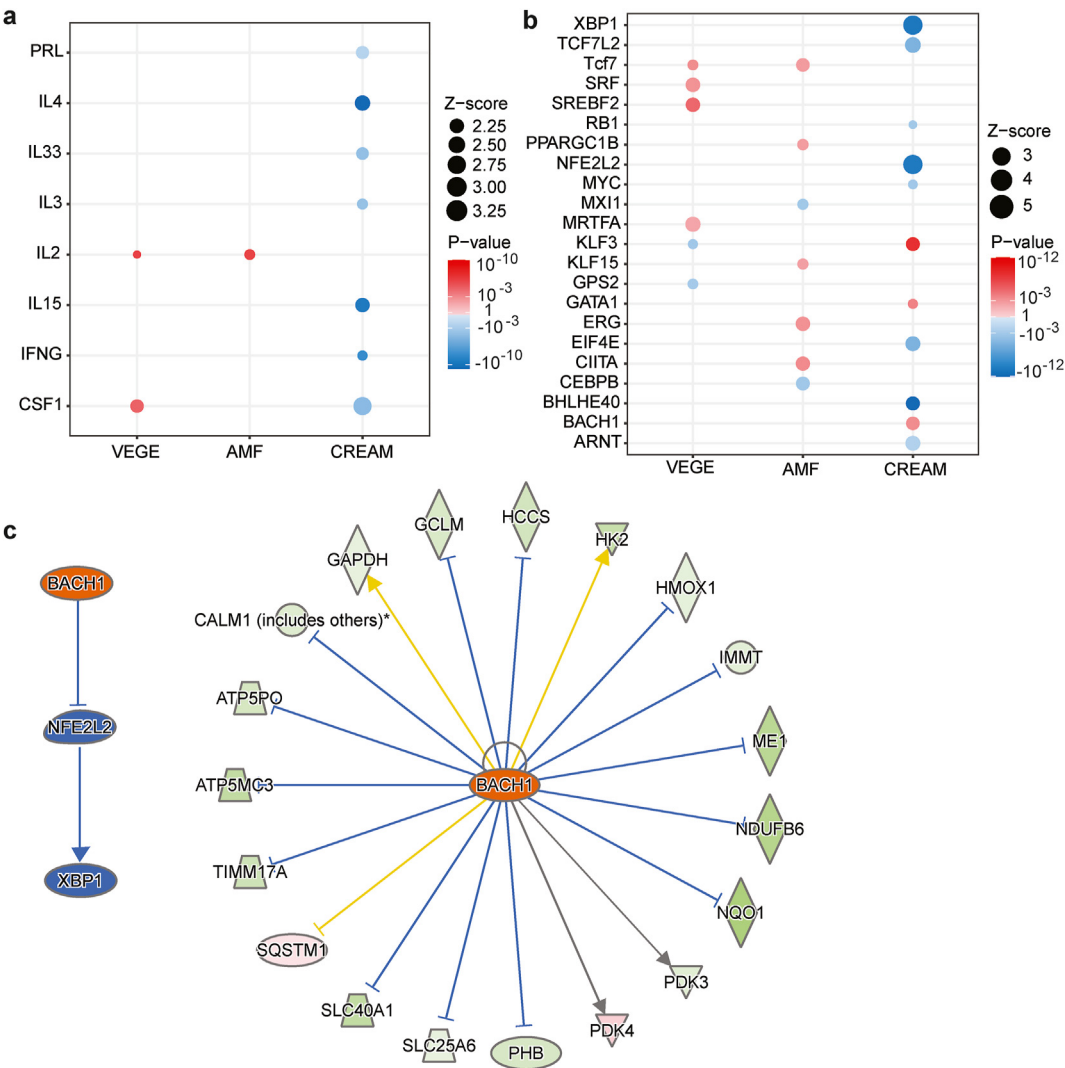 a
PRL
IL4
IL33
IL3
IL2
IL15
IFNG
CSF1
VEGE AMF CREAM
Z−score
2.25
2.50
2.75
3.00
3.25
P-value
10-10
10-3
1
-10-3
-10-10
b
XBP1
TCF7L2
Tcf7
SRF
SREBF2
RB1
PPARGC1B
NFE2L2
MYC
MXI1
MRTFA
KLF3
KLF15
GPS2
GATA1
ERG
EIF4E
CIITA
CEBPB
BHLHE40
BACH1
ARNT
VEGE AMF CREAM
Z−score
3
4
5
P−value
10-12
10-3
1
-10-3
-10-12
c
BACH1
NFE2L2
XBP1
GCLM
HCCS
HK2
GAPDH
HMOX1
CALM1 (includes others)*
IMMT
ATP5PO
ME1
ATP5MC3
BACH1
NDUFB6
TIMM17A
NQO1
SQSTM1
PDK3
SLC40A1
PDK4
SLC25A6
PHB